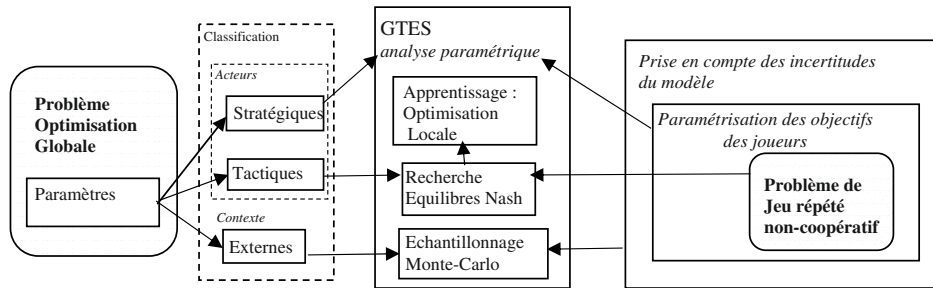 Problème
Optimisation
Globale
Paramètres
Classification
Acteurs
Stratégiques
Tactiques
Contexte
Externes
GTES
analyse paramétrique
Apprentissage :
Optimisation
Locale
Recherche
Equilibres Nash
Echantillonnage
Monte-Carlo
Prise en compte des incertitudes
du modèle
Paramétrisation des objectifs
des joueurs
Problème de
Jeu répété
non-coopératif